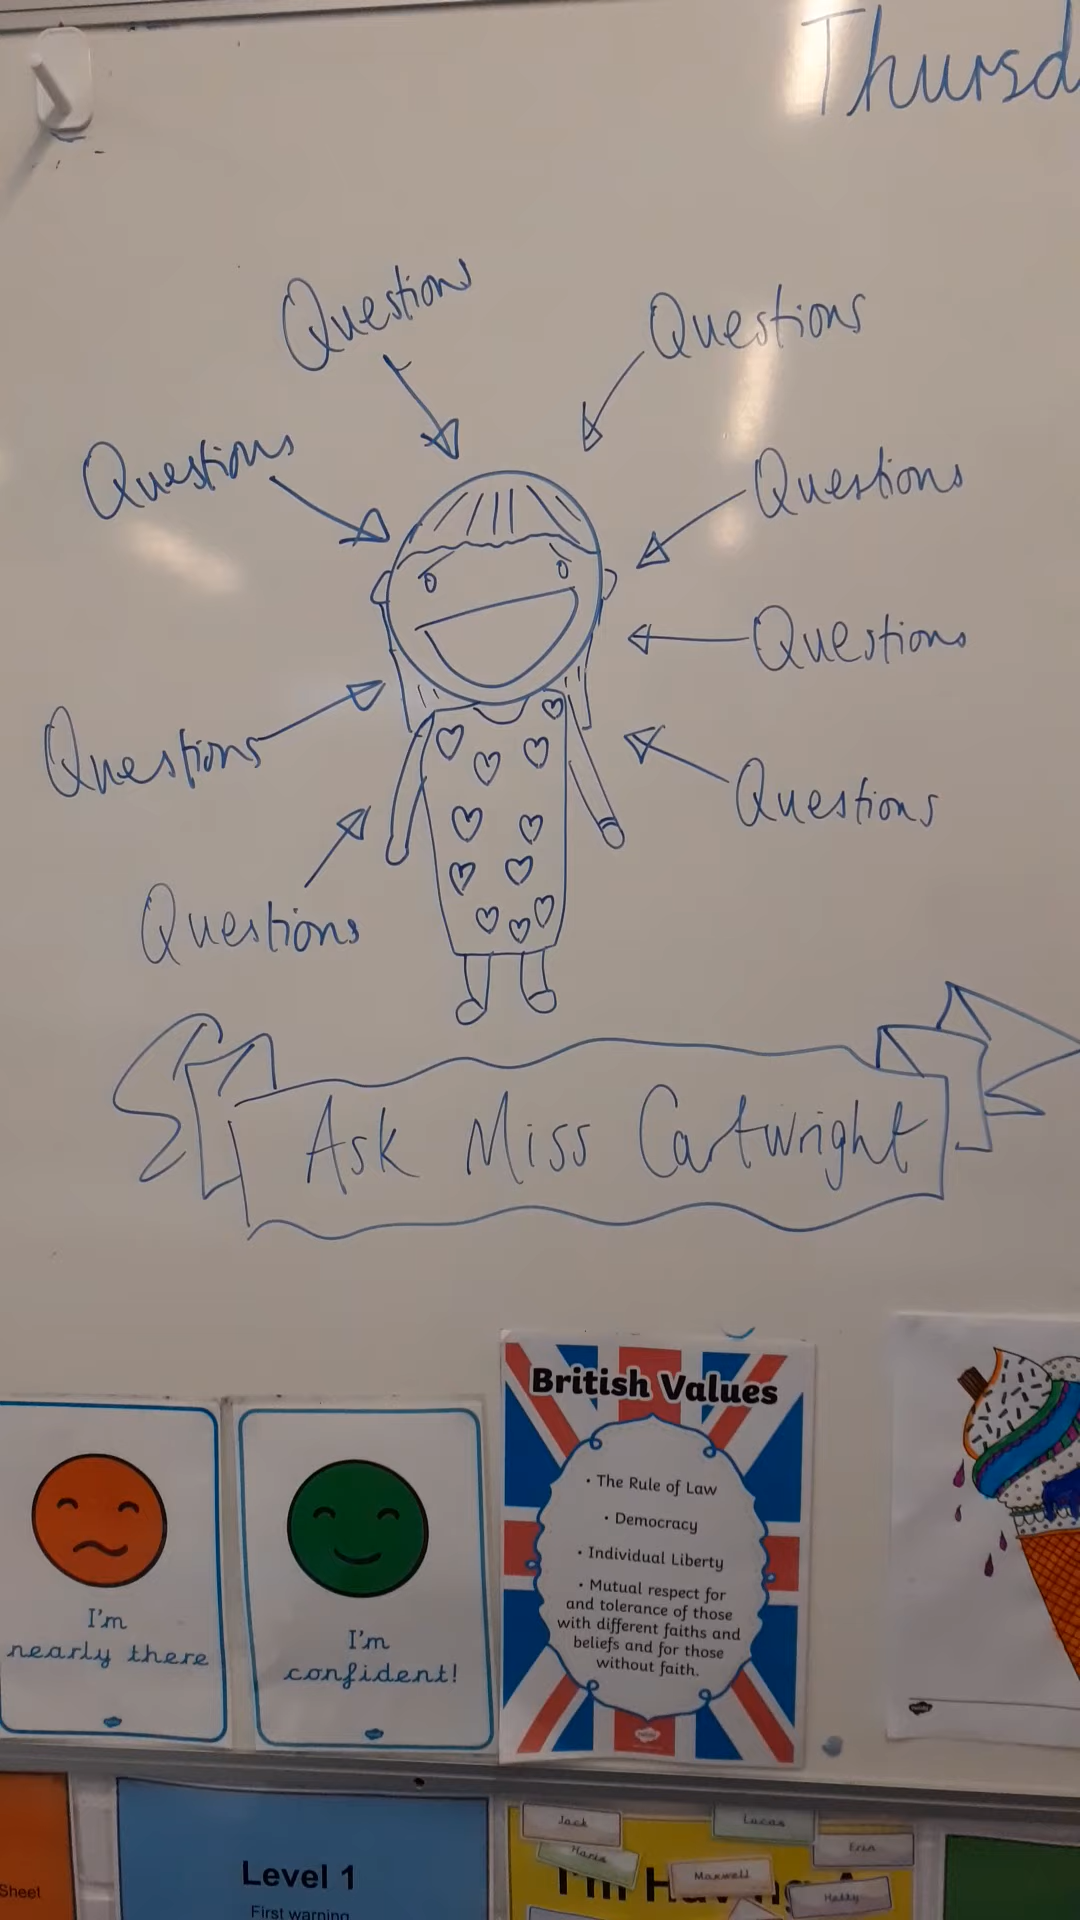 Thursd
Questions
Questions
Questions
Questions
Questions
Questions
Questions
Questions
Ask Miss Cartwright
British Values
• The Rule of Law
• Democracy
• Individual Liberty
• Mutual respect for
and tolerance of those
with different faiths and
beliefs and for those
without faith.
I'm
nearly there
I'm
confident!
Sheet
Level 1
First warning
Jack
Lucas
Haris
Erin
Maxwell
I'm Having A